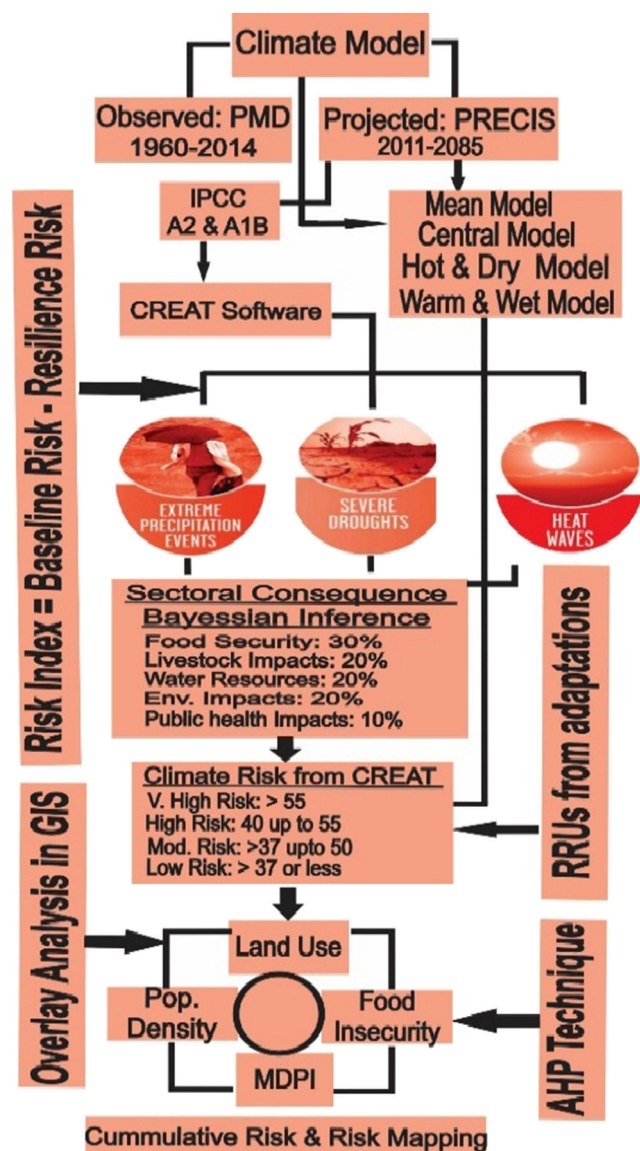 Climate Model
Observed: PMD
1960-2014
Projected: PRECIS
2011-2085
IPCC
A2 & A1B
Mean Model
Central Model
Hot & Dry Model
Warm & Wet Model
CREAT Software
Risk Index = Baseline Risk - Resilience Risk
EXTREME
PRECIPITATION
EVENTS
SEVERE
DROUGHTS
HEAT
WAVES
Sectoral Consequence
Bayessian Inference
Food Security: 30%
Livestock Impacts: 20%
Water Resources: 20%
Env. Impacts: 20%
Public health Impacts: 10%
RRUs from adaptations
Climate Risk from CREAT
V. High Risk: > 55
High Risk: 40 up to 55
Mod. Risk: >37 upto 50
Low Risk: > 37 or less
Overlay Analysis in GIS
Land Use
Pop.
Density
Food
Insecurity
MDPI
AHP Technique
Cummulative Risk & Risk Mapping